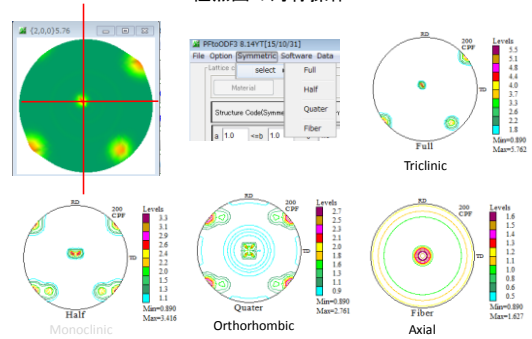 {2,0,0}5.76
PFtoODF3 8.14YT[15/10/31]
File Option Symmetric Software Data
select
Full
Half
Quater
Fiber
Material
Structure Code(Symme
a 1.0 <=b 1.0
RD
200
CPF
TD
Levels
5.5
5.1
4.8
4.4
4.0
3.7
3.3
2.6
2.2
1.8
Min=0.890
Max=5.762
Full
Triclinic
RD
200
CPF
TD
Levels
3.3
3.1
2.9
2.6
2.4
2.2
2.0
1.5
1.3
1.1
Min=0.890
Max=3.416
Half
Monoclinic
RD
200
CPF
TD
Levels
2.7
2.5
2.3
2.1
2.0
1.8
1.6
1.3
1.1
0.9
Min=0.890
Max=2.761
Quater
Orthorhombic
RD
200
CPF
TD
Levels
1.6
1.5
1.4
1.3
1.2
1.1
1.0
0.8
0.6
0.5
Min=0.890
Max=1.627
Fiber
Axial